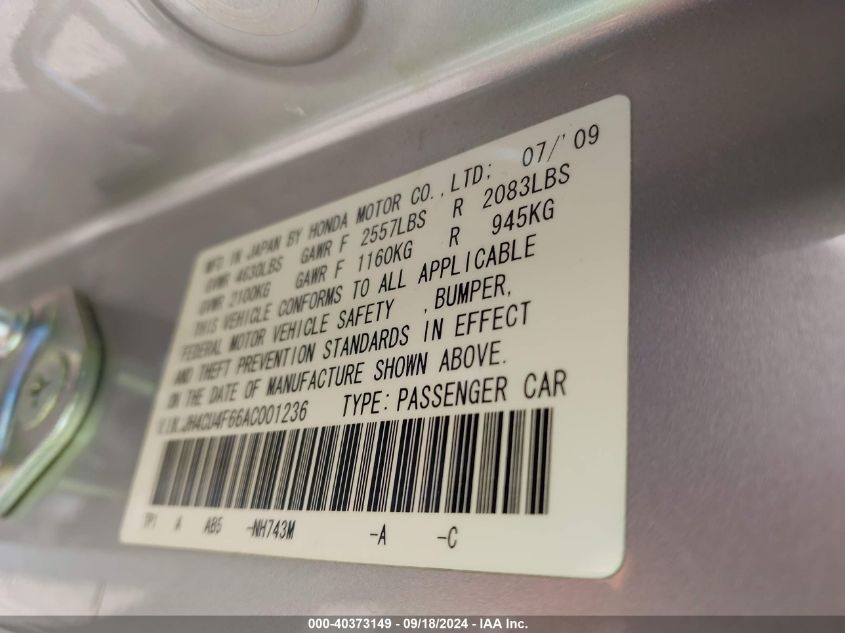 MFD. IN JAPAN BY HONDA MOTOR CO.,LTD; 07/'09
GVWR 4630LBS GAWR F 2557LBS R 2083LBS
GVWR 2100KG GAWR F 1160KG R 945KG
THIS VEHICLE CONFORMS TO ALL APPLICABLE
FEDERAL MOTOR VEHICLE SAFETY ,BUMPER,
AND THEFT PREVENTION STANDARDS IN EFFECT
ON THE DATE OF MANUFACTURE SHOWN ABOVE.
JH4CU4F66AC001236 TYPE: PASSENGER CAR
TP1 A AB5 -NH743M -A -C
000-40373149 - 09/18/2024 - IAA Inc.